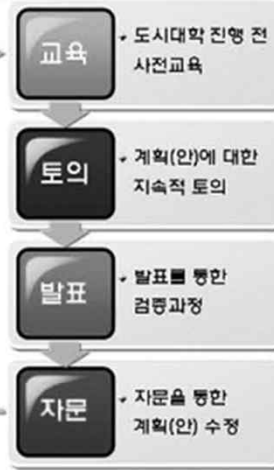 교육
✓ 도시대학 진행 전
사전교육
토의
✓ 계획(안)에 대한
지속적 토의
발표
✓ 발표를 통한
검증과정
자문
✓ 자문을 통한
계획(안) 수정